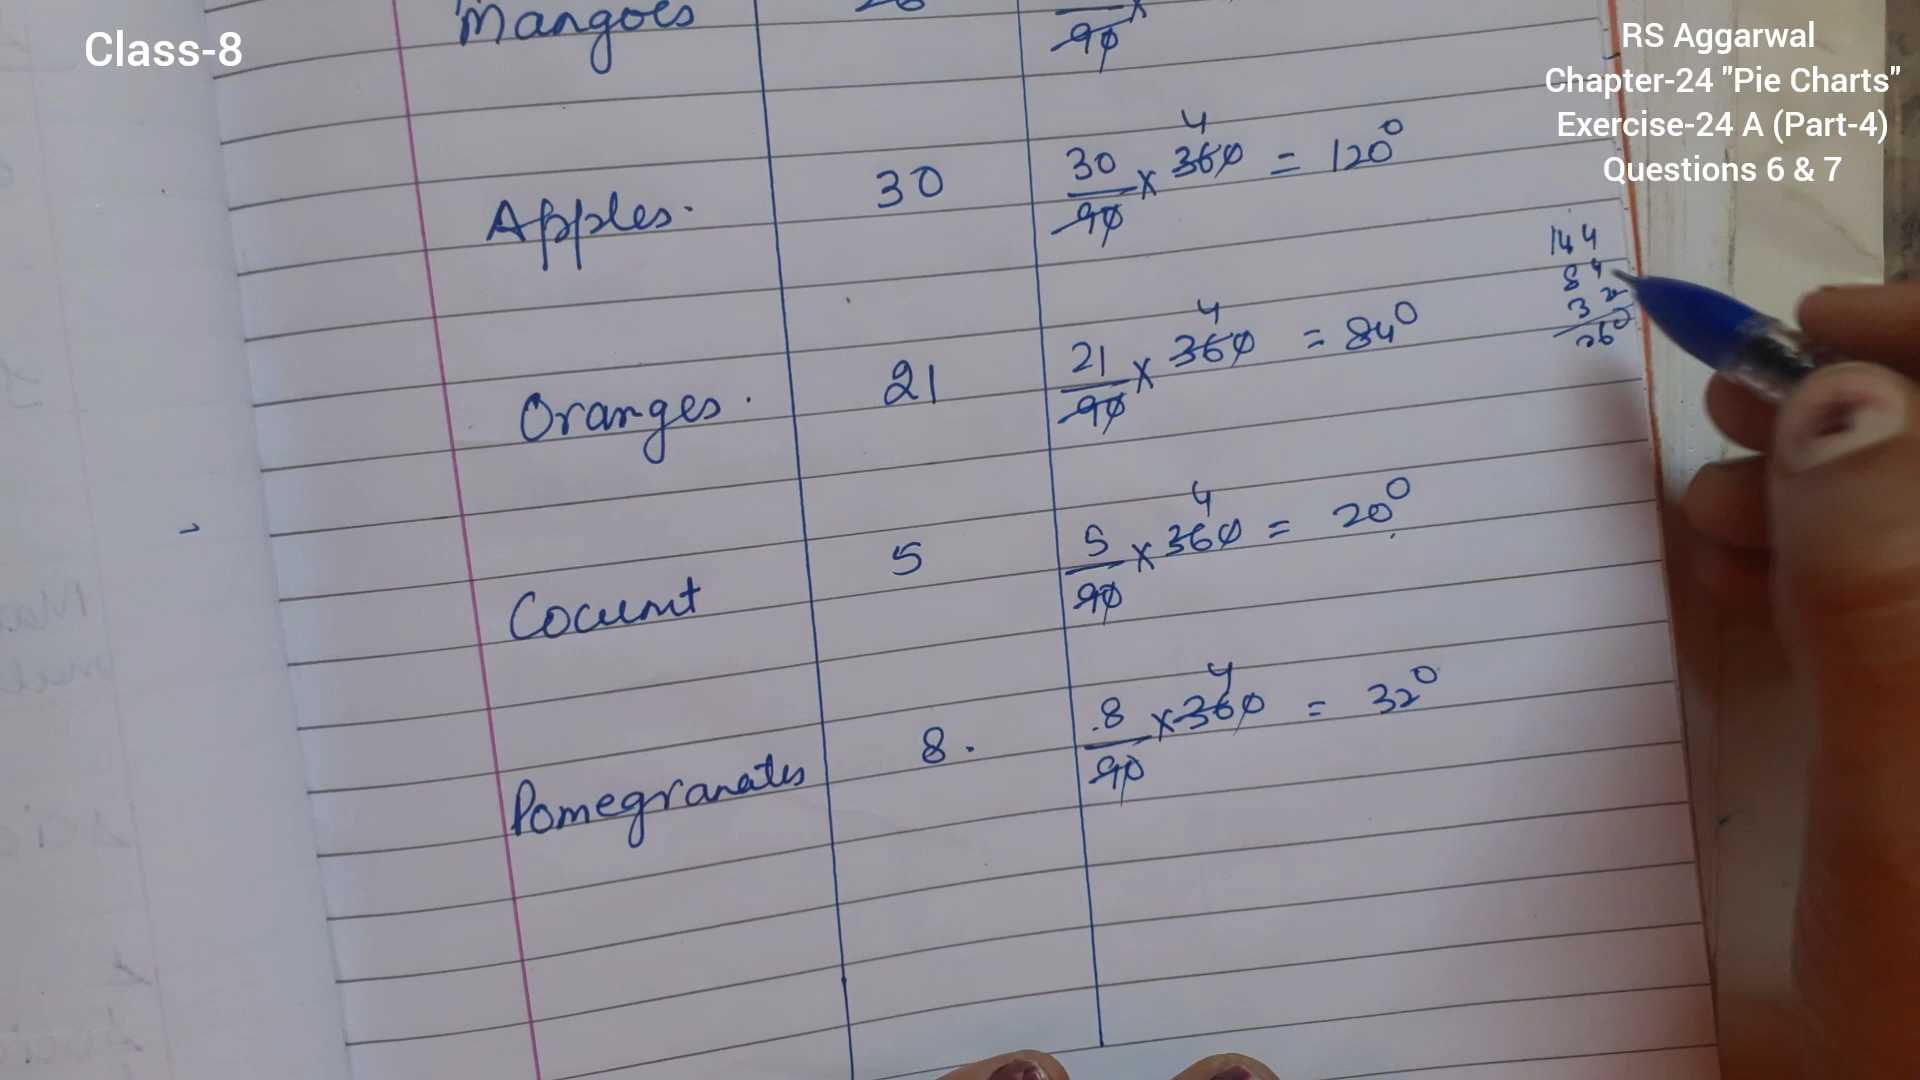 Class-8
RS Aggarwal
Chapter-24 "Pie Charts"
Exercise-24 A (Part-4)
Questions 6 & 7
Mangoes 26
90
Apples. 30 30/90 × 360 4 = 120°
Oranges. 21 21/90 × 360 4 = 84°
Cocunt 5 5/90 × 360 4 = 20°
Pomegranates 8. 8/90 × 360 4 = 32°
144
84
32